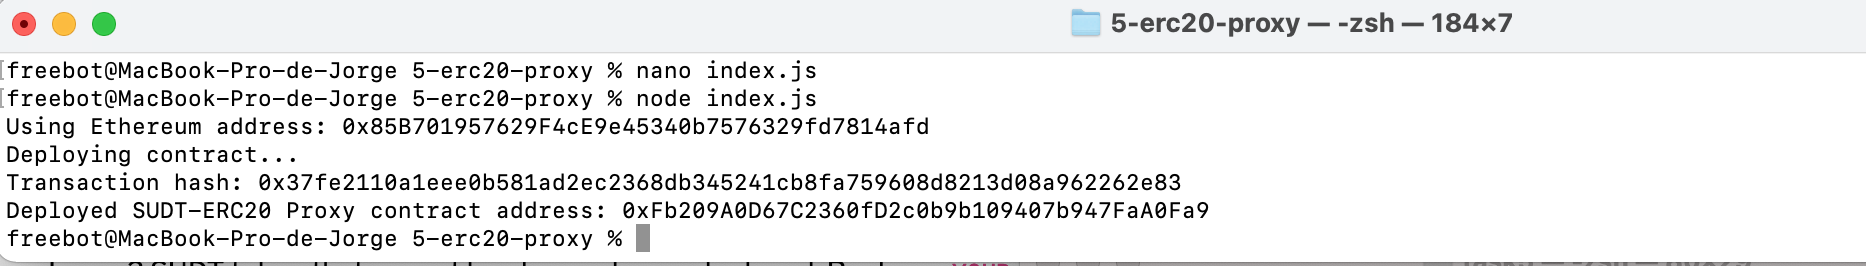 5-erc20-proxy — -zsh — 184×7
freebot@MacBook-Pro-de-Jorge 5-erc20-proxy % nano index.js
freebot@MacBook-Pro-de-Jorge 5-erc20-proxy % node index.js
Using Ethereum address: 0x85B701957629F4cE9e45340b7576329fd7814afd
Deploying contract...
Transaction hash: 0x37fe2110a1eee0b581ad2ec2368db345241cb8fa759608d8213d08a962262e83
Deployed SUDT-ERC20 Proxy contract address: 0xFb209A0D67C2360fD2c0b9b109407b947FaA0Fa9
freebot@MacBook-Pro-de-Jorge 5-erc20-proxy %